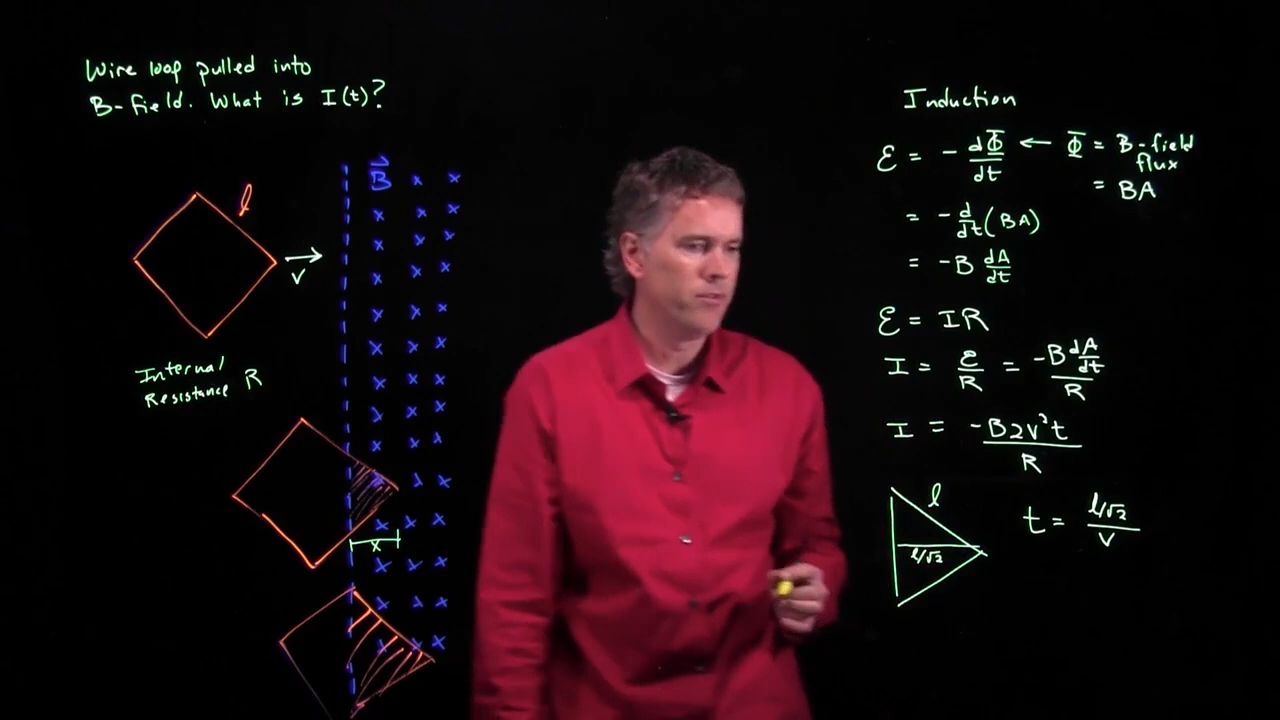 Wire loop pulled into
B-field. What is I(t)?
l
v
Internal
Resistance R
B
x
Induction
ℰ = - dΦ/dt ← Φ = B-field
flux
= BA
= - d/dt (BA)
= -B dA/dt
ℰ = IR
I = ℰ/R = -B dA/dt / R
I = -B2v²t / R
l
l/√2
t = l/√2 / v